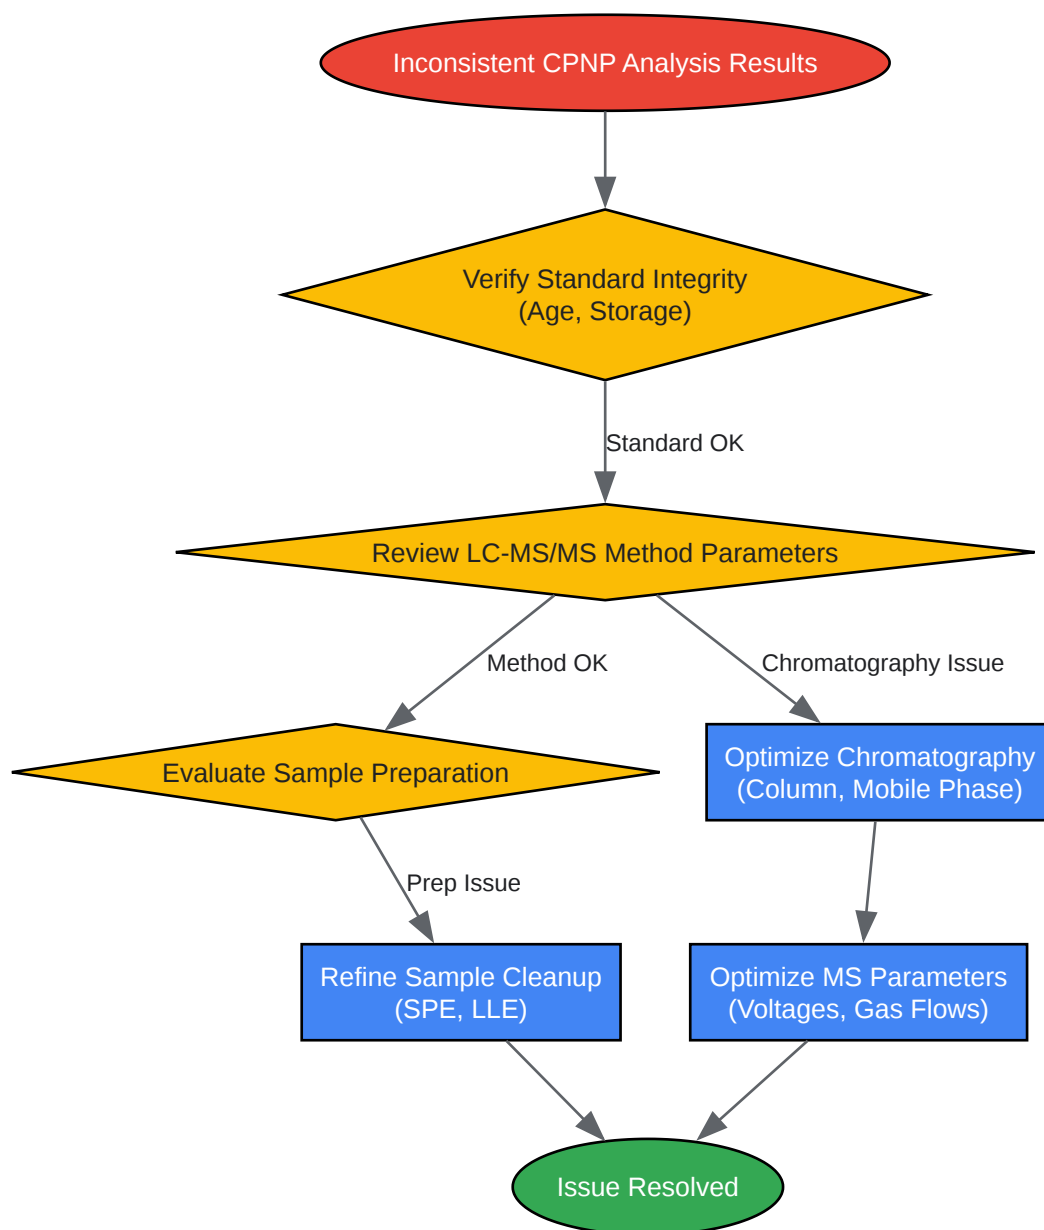 Inconsistent CPNP Analysis Results
Verify Standard Integrity
(Age, Storage)
Standard OK
Review LC-MS/MS Method Parameters
Method OK
Chromatography Issue
Evaluate Sample Preparation
Optimize Chromatography
(Column, Mobile Phase)
Prep Issue
Refine Sample Cleanup
(SPE, LLE)
Optimize MS Parameters
(Voltages, Gas Flows)
Issue Resolved